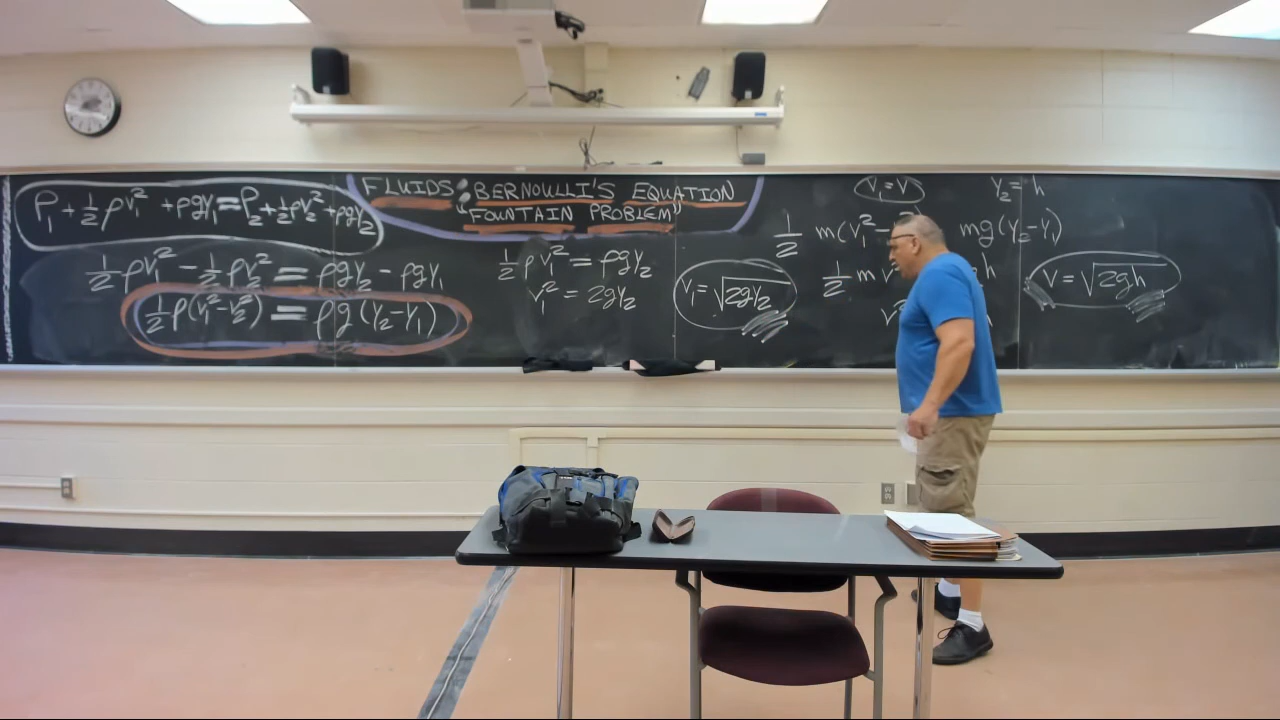 P₁ + ½ρv₁² + ρgy₁ = P₂ + ½ρv₂² + ρgy₂
½ρv₁² − ½ρv₂² = ρgy₂ − ρgy₁
½ρ(v₁² − v₂²) = ρg(y₂ − y₁)
FLUIDS: BERNOULLI'S EQUATION
"FOUNTAIN PROBLEM"
½ρv₁² = ρgy₂
v₁² = 2gy₂
v₁ = √2gy₂
v₁ = v
y₂ = h
½ m(v₁² − mg(y₂ − y₁)
½ mv h
v
v = √2gh